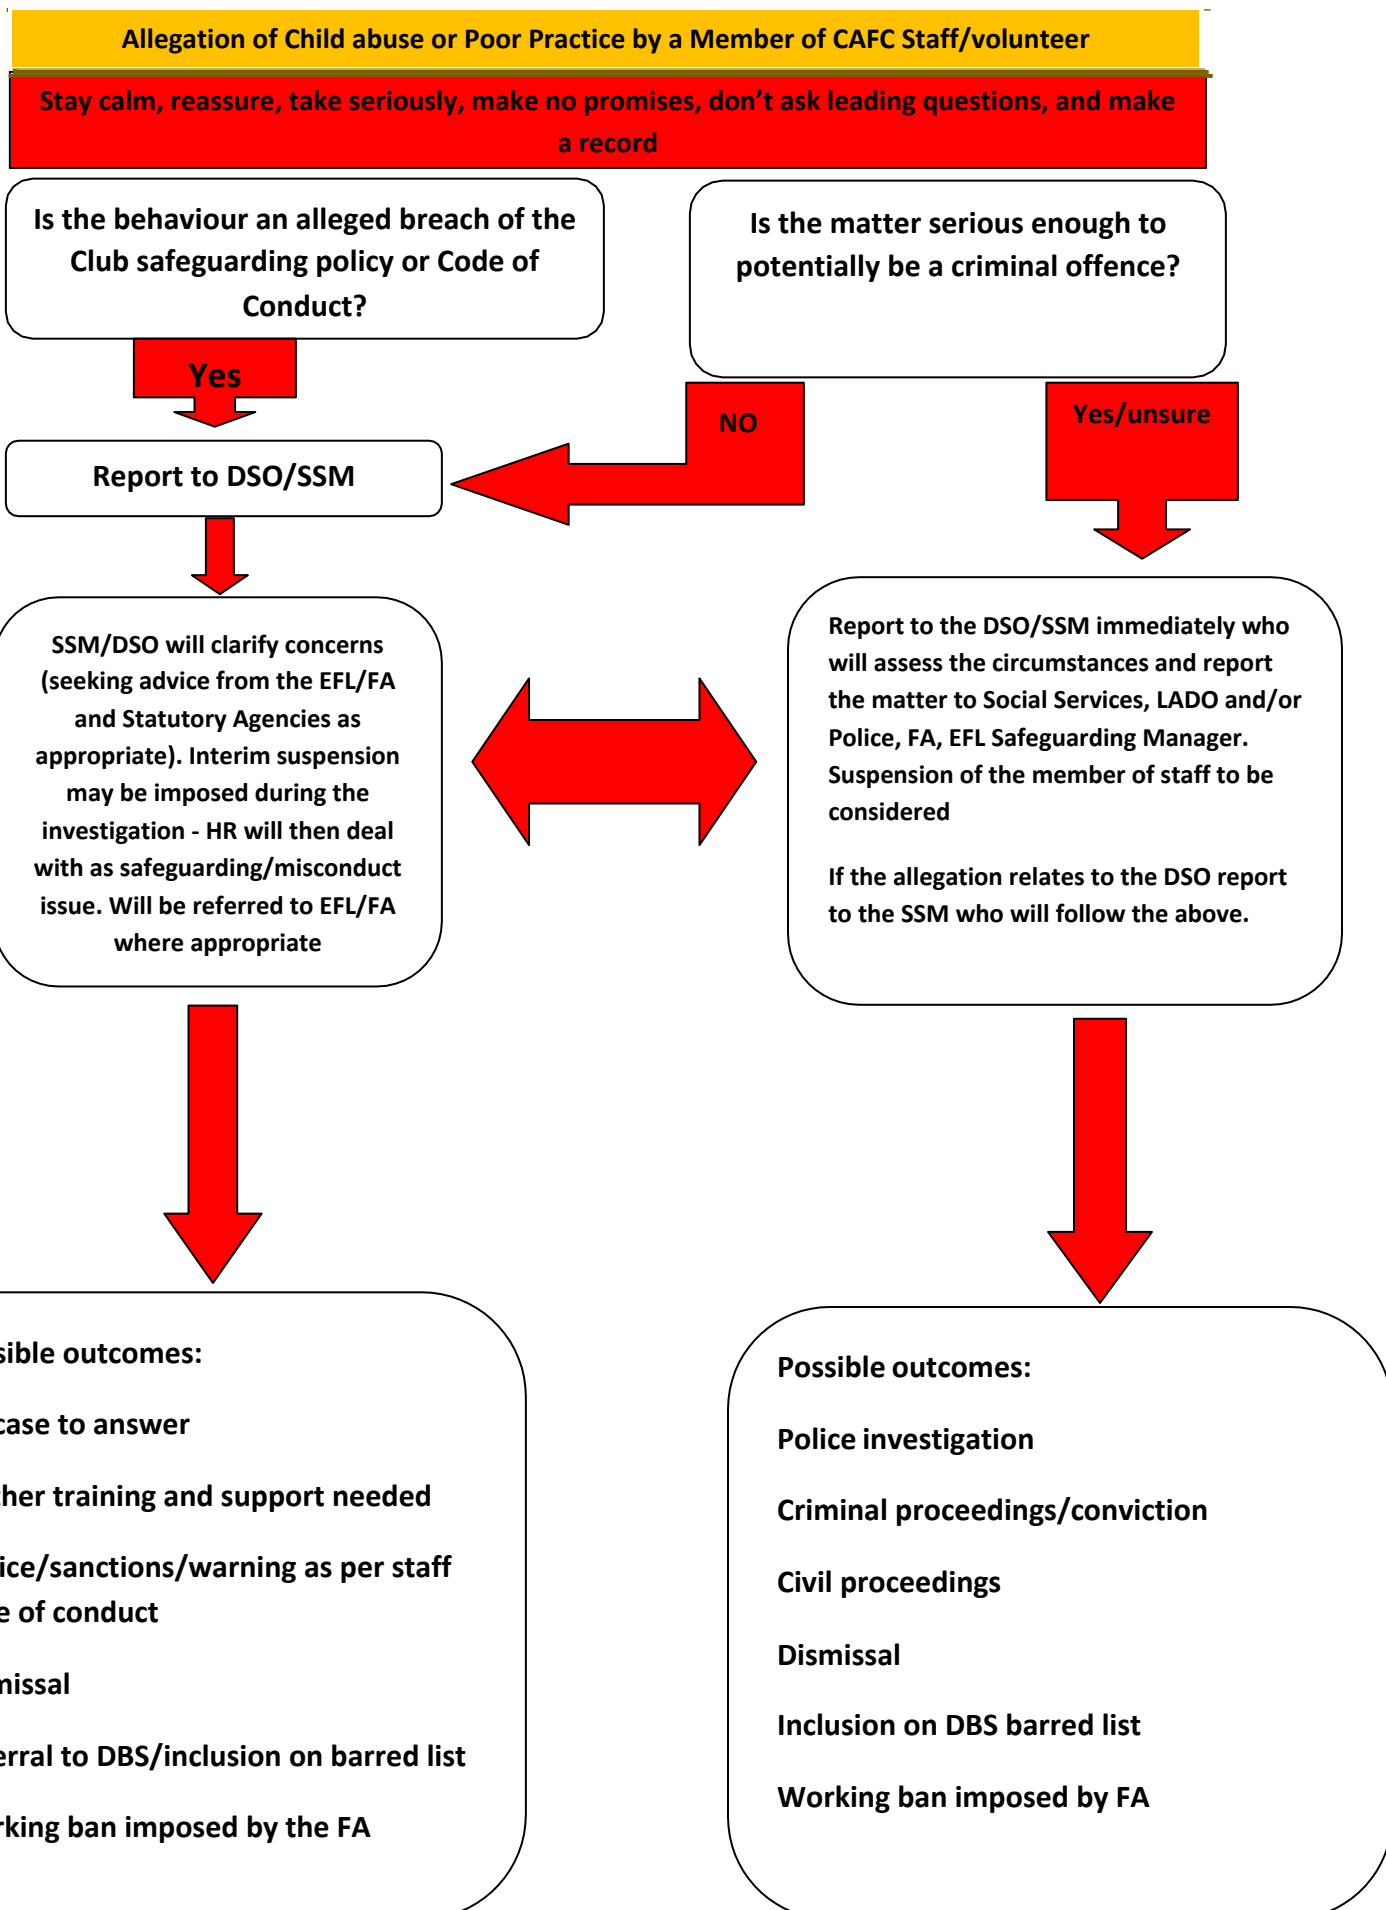 Allegation of Child abuse or Poor Practice by a Member of CAFC Staff/volunteer
Stay calm, reassure, take seriously, make no promises, don’t ask leading questions, and make
a record
Is the behaviour an alleged breach of the
Club safeguarding policy or Code of
Conduct?
Is the matter serious enough to
potentially be a criminal offence?
Yes
NO
Yes/unsure
Report to DSO/SSM
SSM/DSO will clarify concerns
(seeking advice from the EFL/FA
and Statutory Agencies as
appropriate). Interim suspension
may be imposed during the
investigation - HR will then deal
with as safeguarding/misconduct
issue. Will be referred to EFL/FA
where appropriate
Report to the DSO/SSM immediately who
will assess the circumstances and report
the matter to Social Services, LADO and/or
Police, FA, EFL Safeguarding Manager.
Suspension of the member of staff to be
considered
If the allegation relates to the DSO report
to the SSM who will follow the above.
sible outcomes:
case to answer
ther training and support needed
ice/sanctions/warning as per staff
e of conduct
missal
erral to DBS/inclusion on barred list
rking ban imposed by the FA
Possible outcomes:
Police investigation
Criminal proceedings/conviction
Civil proceedings
Dismissal
Inclusion on DBS barred list
Working ban imposed by FA